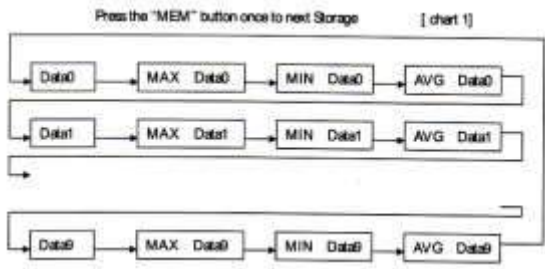 Press the "MEM" button once to next Storage [ chart 1]
Data0 MAX Data0 MIN Data0 AVG Data0
Data1 MAX Data1 MIN Data1 AVG Data1
Data9 MAX Data9 MIN Data9 AVG Data9